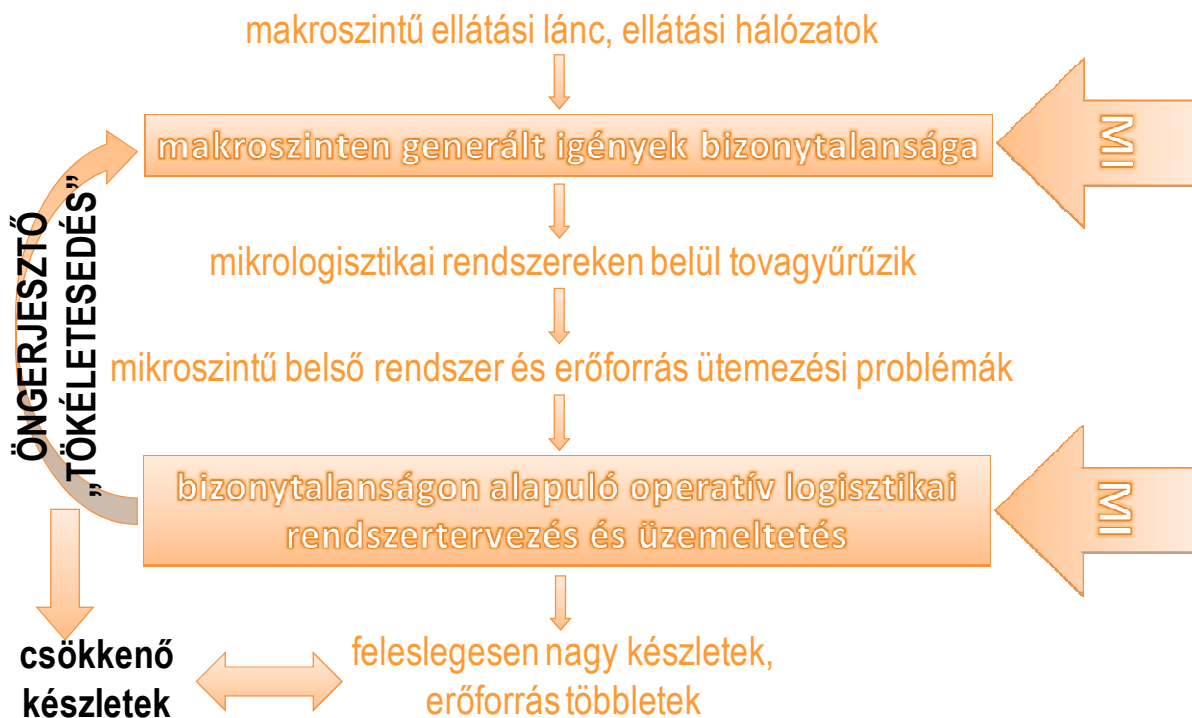 makroszintű ellátási lánc, ellátási hálózatok
makroszinten generált igények bizonytalansága
MI
mikrologisztikai rendszereken belül tovagyűrűzik
ÖNGERJESZTŐ
„TÖKÉLETESEDÉS”
mikroszintű belső rendszer és erőforrás ütemezési problémák
bizonytalanságon alapuló operatív logisztikai
rendszertervezés és üzemeltetés
MI
csökkenő
készletek
feleslegesen nagy készletek,
erőforrás többletek